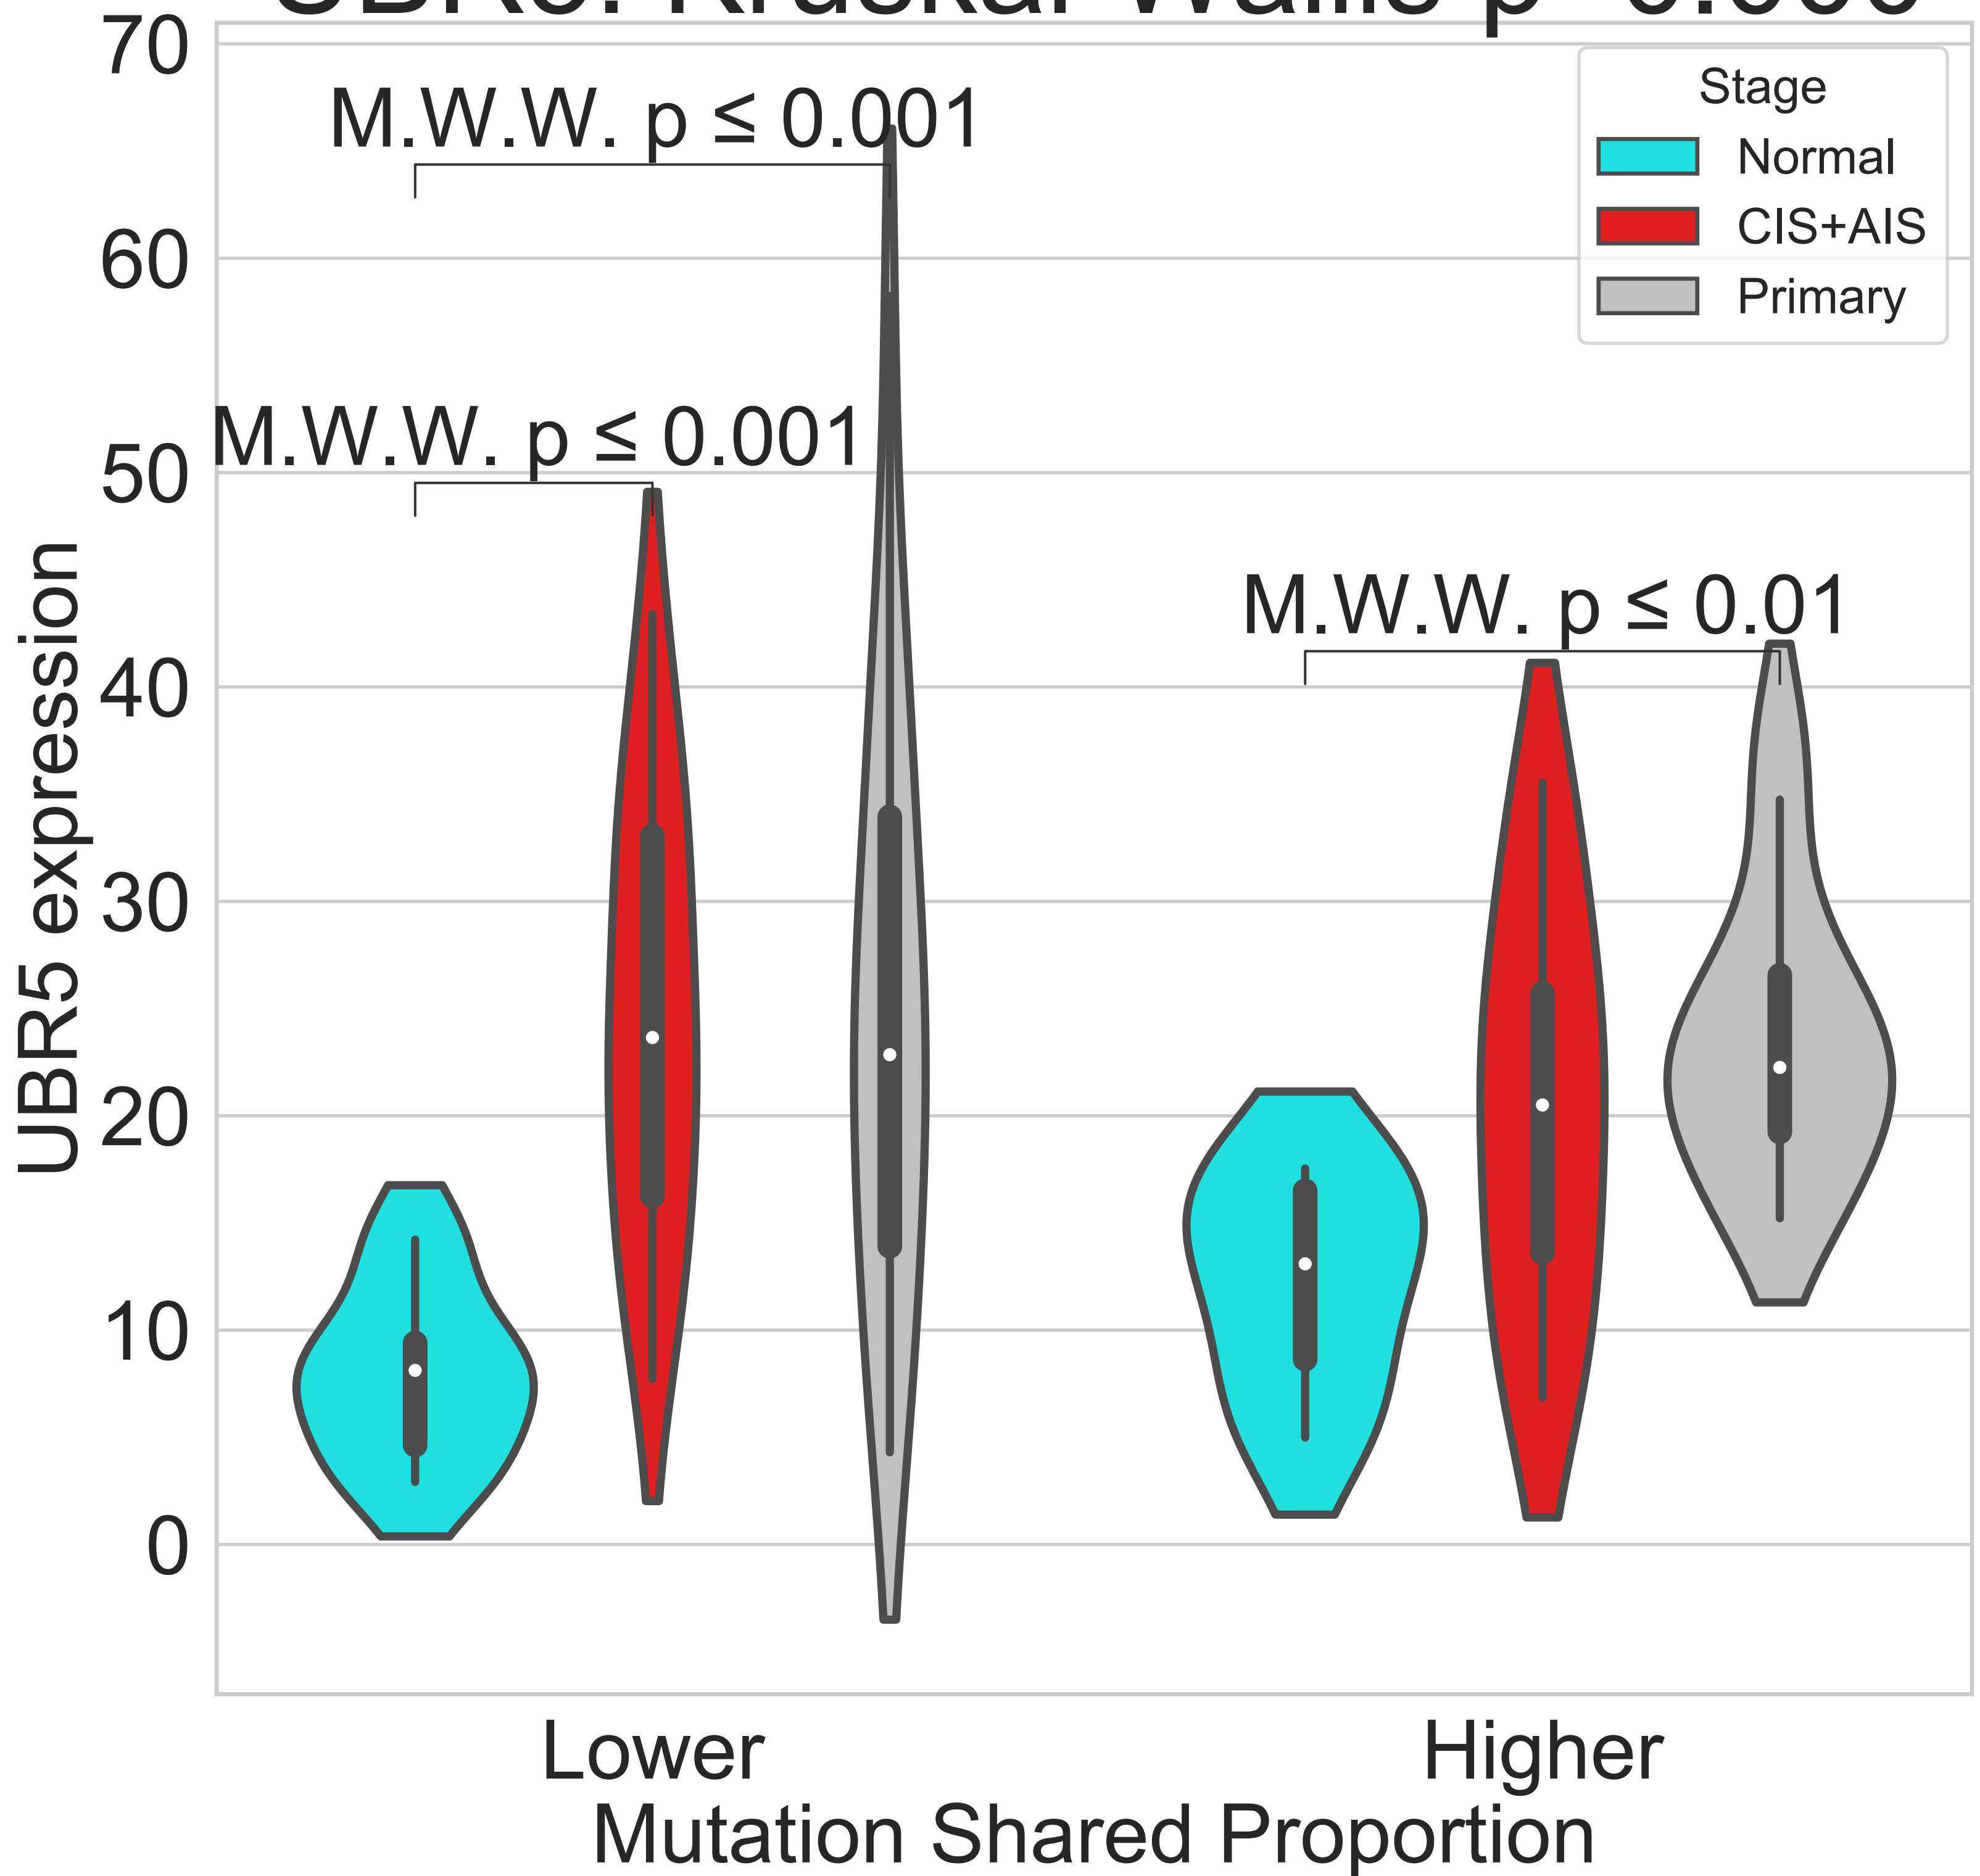 70
M.W.W. p ≤ 0.001
Stage
Normal
CIS+AIS
Primary
60
M.W.W. p ≤ 0.001
50
M.W.W. p ≤ 0.01
40
UBR5 expression
30
20
10
0
Lower
Higher
Mutation Shared Proportion